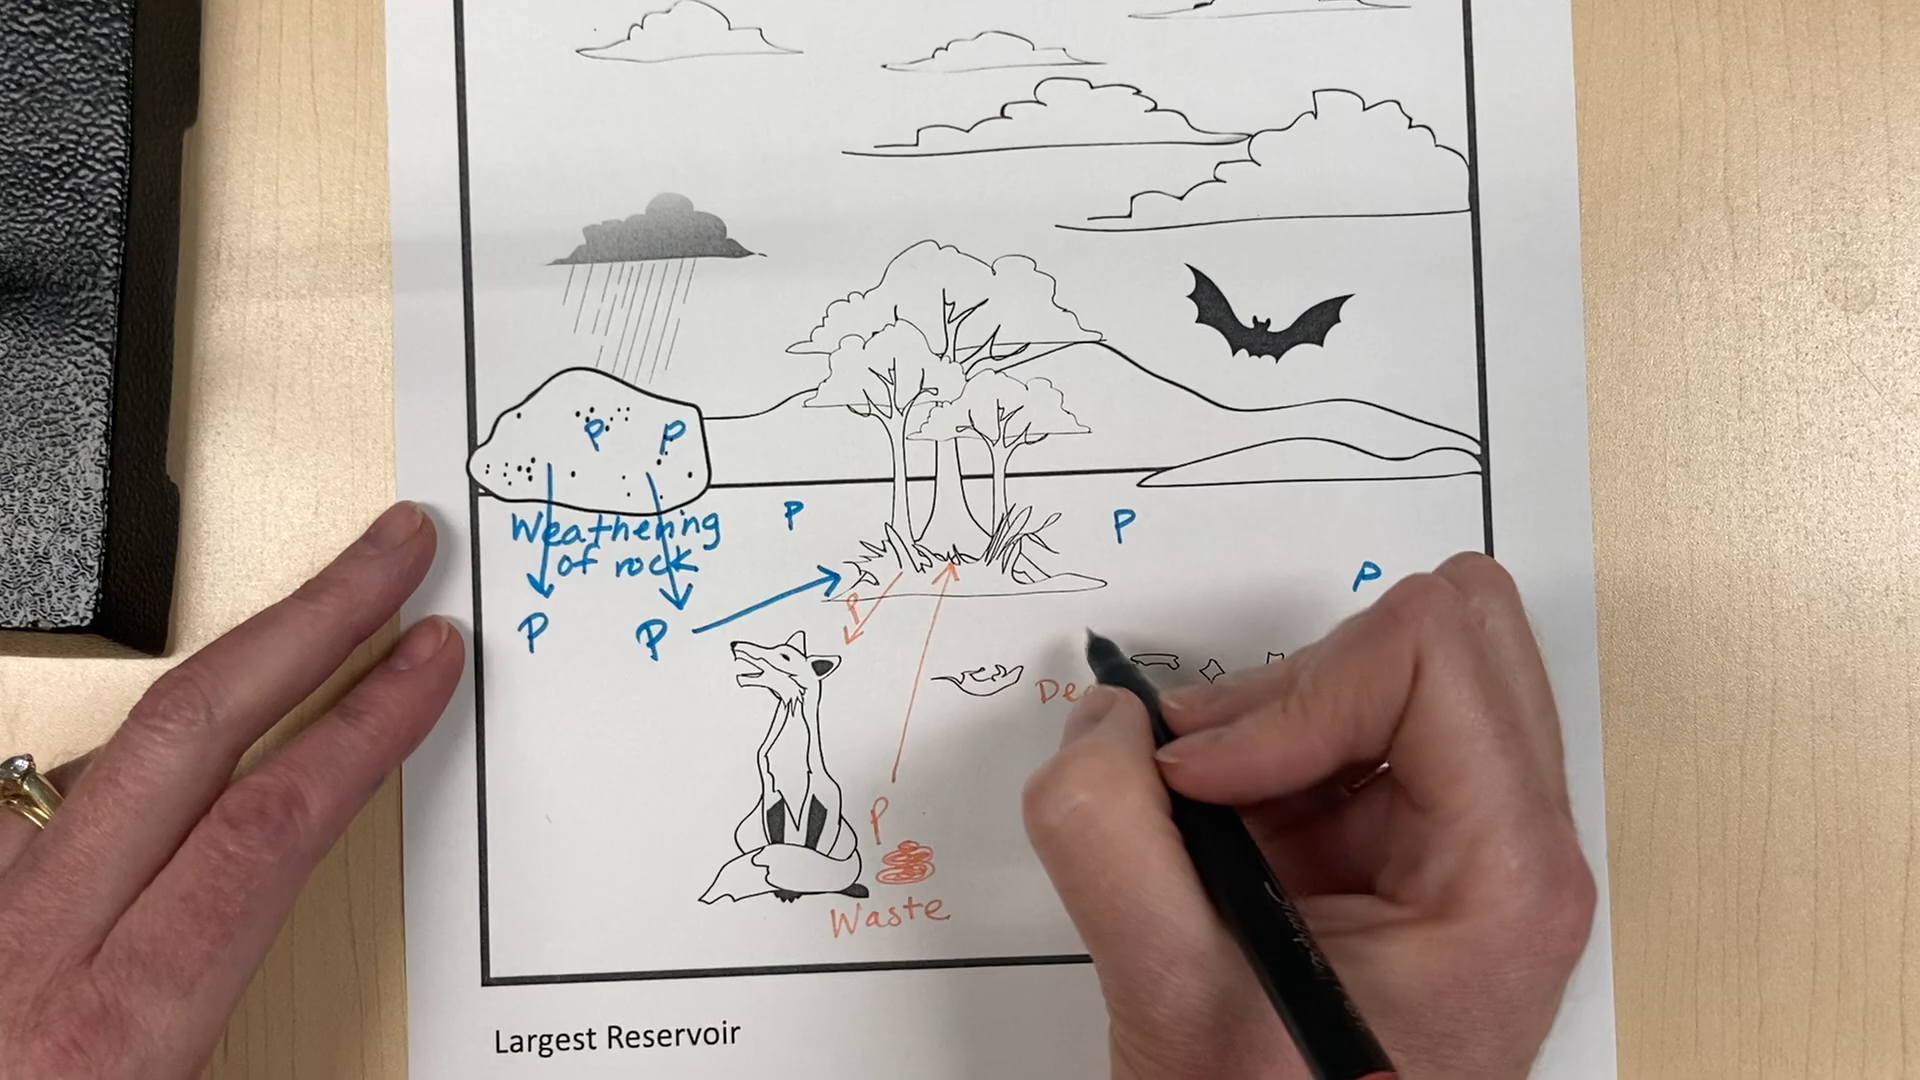 P P
Weathering
of rock
P
P
P
P
P
P
P
Waste
Largest Reservoir